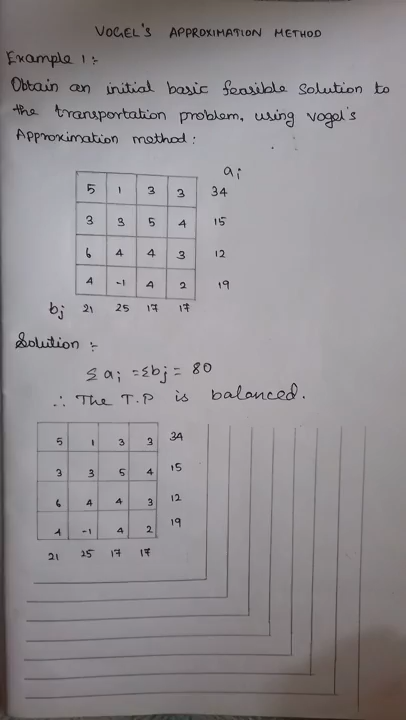 VOGEL'S APPROXIMATION METHOD
Example 1 :-
Obtain an initial basic feasible solution to
the transportation problem, using Vogel's
Approximation method :
ai
5 1 3 3 34
3 3 5 4 15
6 4 4 3 12
4 -1 4 2 19
bj 21 25 17 17
Solution :-
Σ ai = Σbj = 80
∴ The T.P is balanced.
5 1 3 3 34
3 3 5 4 15
6 4 4 3 12
4 -1 4 2 19
21 25 17 17